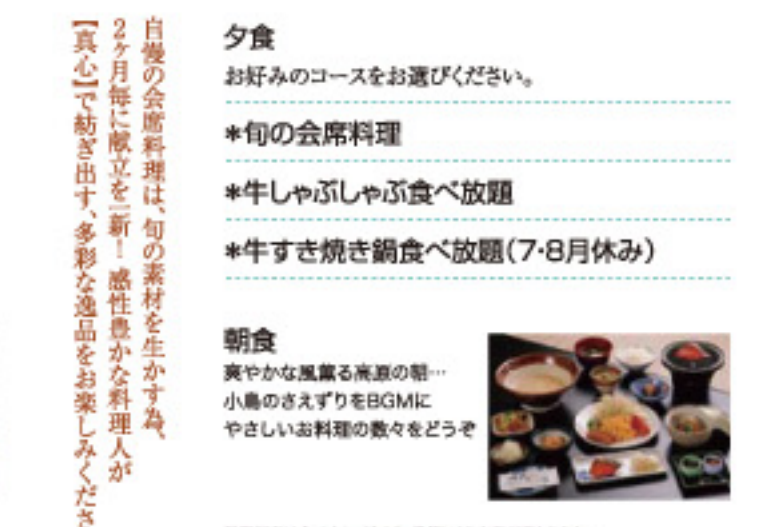 自慢の会席料理は、旬の素材を生かす為、
2ヶ月毎に献立を一新！ 感性豊かな料理人が
【真心】で紡ぎ出す、多彩な逸品をお楽しみくださ
夕食
お好みのコースをお選びください。
*旬の会席料理
*牛しゃぶしゃぶ食べ放題
*牛すき焼き鍋食べ放題(7･8月休み)
朝食
爽やかな風薫る高原の朝…
小鳥のさえずりをBGMに
やさしいお料理の数々をどうぞ